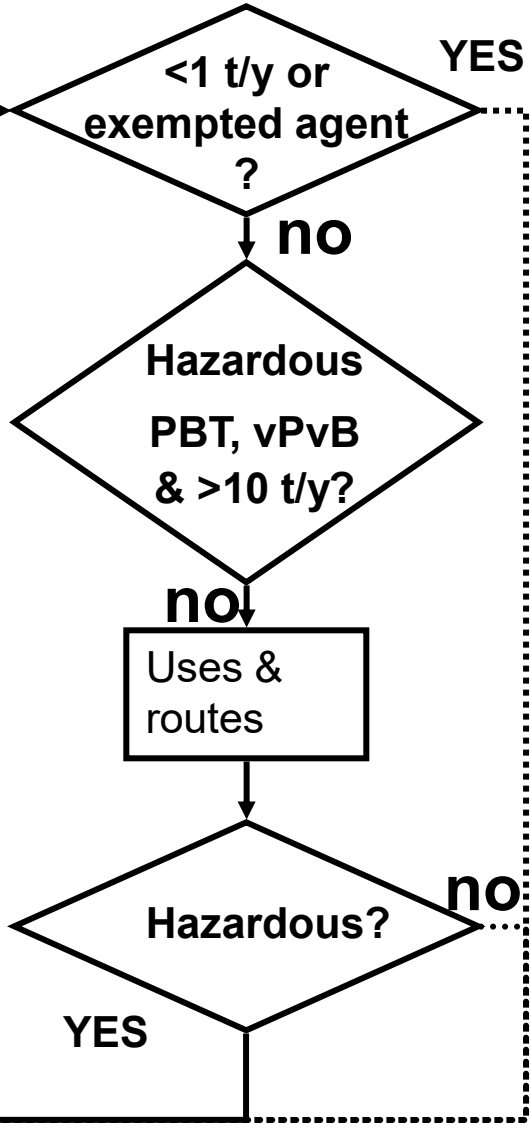 <1 t/y or
YES
exempted agent
?
no
Hazardous
PBT, vPvB
& >10 t/y?
no
Uses &
routes
no
Hazardous?
YES